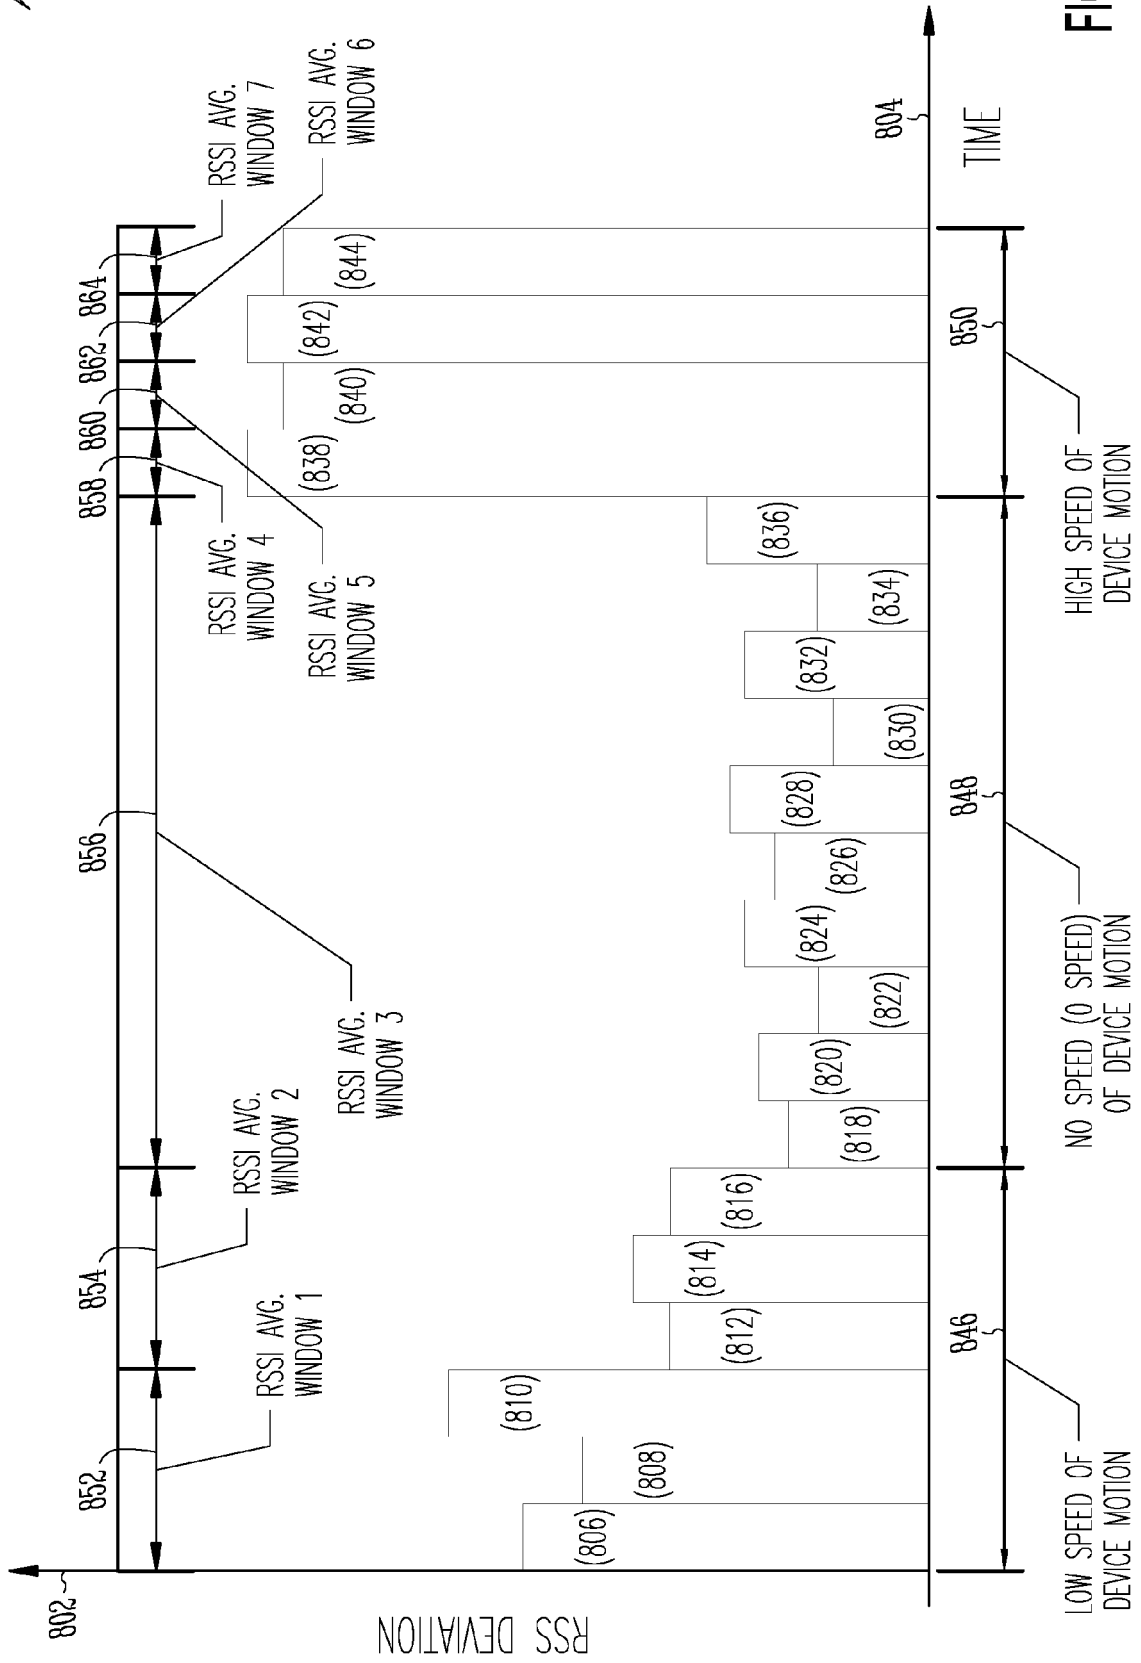 802
RSS DEVIATION
852
854
856
858
860
862
864
RSSI AVG.
WINDOW 1
RSSI AVG.
WINDOW 2
RSSI AVG.
WINDOW 3
RSSI AVG.
WINDOW 4
RSSI AVG.
WINDOW 5
RSSI AVG.
WINDOW 7
RSSI AVG.
WINDOW 6
(806)
(808)
(810)
(812)
(814)
(816)
(818)
(820)
(822)
(824)
(826)
(828)
(830)
(832)
(834)
(836)
(838)
(840)
(842)
(844)
804
TIME
846
848
850
LOW SPEED OF
DEVICE MOTION
NO SPEED (0 SPEED)
OF DEVICE MOTION
HIGH SPEED OF
DEVICE MOTION